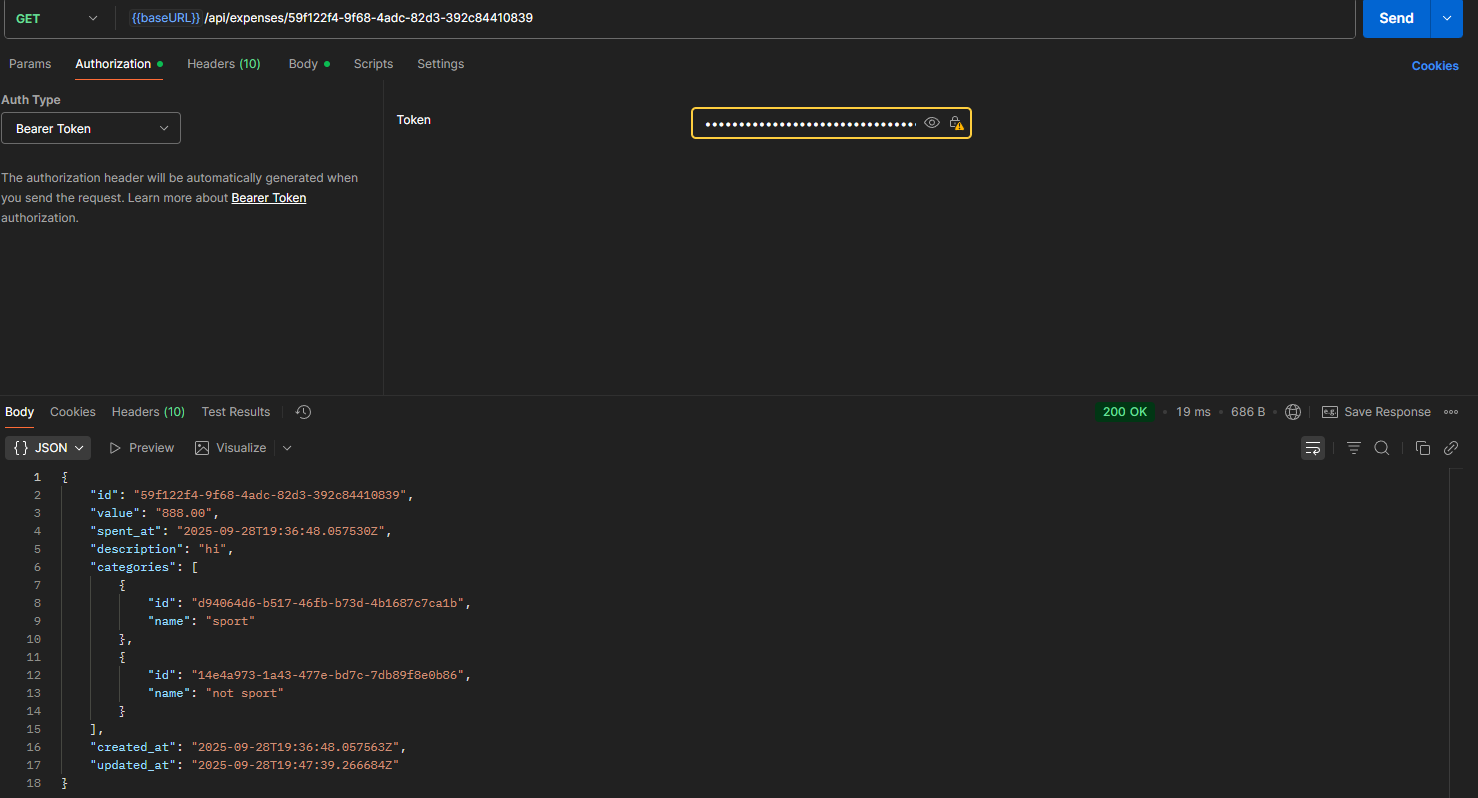 GET {{baseURL}} /api/expenses/59f122f4-9f68-4adc-82d3-392c84410839 Send
Params Authorization Headers (10) Body Scripts Settings Cookies
Auth Type
Bearer Token
Token
The authorization header will be automatically generated when
you send the request. Learn more about Bearer Token
authorization.
Body Cookies Headers (10) Test Results 200 OK • 19 ms • 686 B • e.g. Save Response
{} JSON Preview Visualize
1 {
2 "id": "59f122f4-9f68-4adc-82d3-392c84410839",
3 "value": "888.00",
4 "spent_at": "2025-09-28T19:36:48.057530Z",
5 "description": "hi",
6 "categories": [
7 {
8 "id": "d94064d6-b517-46fb-b73d-4b1687c7ca1b",
9 "name": "sport"
10 },
11 {
12 "id": "14e4a973-1a43-477e-bd7c-7db89f8e0b86",
13 "name": "not sport"
14 }
15 ],
16 "created_at": "2025-09-28T19:36:48.057563Z",
17 "updated_at": "2025-09-28T19:47:39.266684Z"
18 }